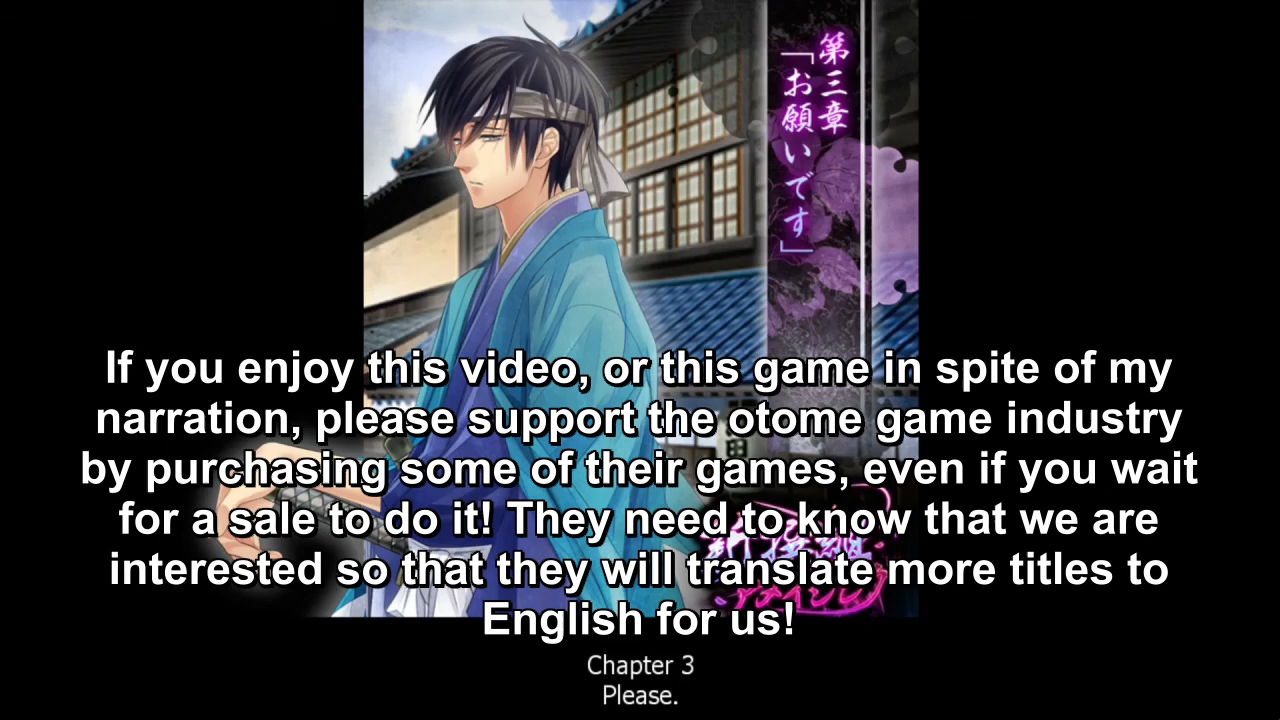 第三章
「お願いです」
If you enjoy this video, or this game in spite of my
narration, please support the otome game industry
by purchasing some of their games, even if you wait
for a sale to do it! They need to know that we are
interested so that they will translate more titles to
English for us!
Chapter 3
Please.